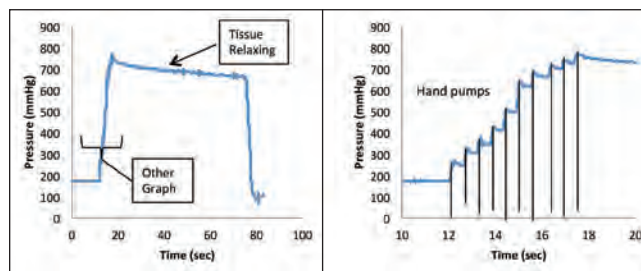 900
800
700
600
500
400
300
200
100
0
Pressure (mmHg)
Tissue
Relaxing
Other
Graph
0 20 40 60 80 100
Time (sec)
900
800
700
600
500
400
300
200
100
0
Pressure (mmHg)
Hand pumps
10 12 14 16 18 20
Time (sec)